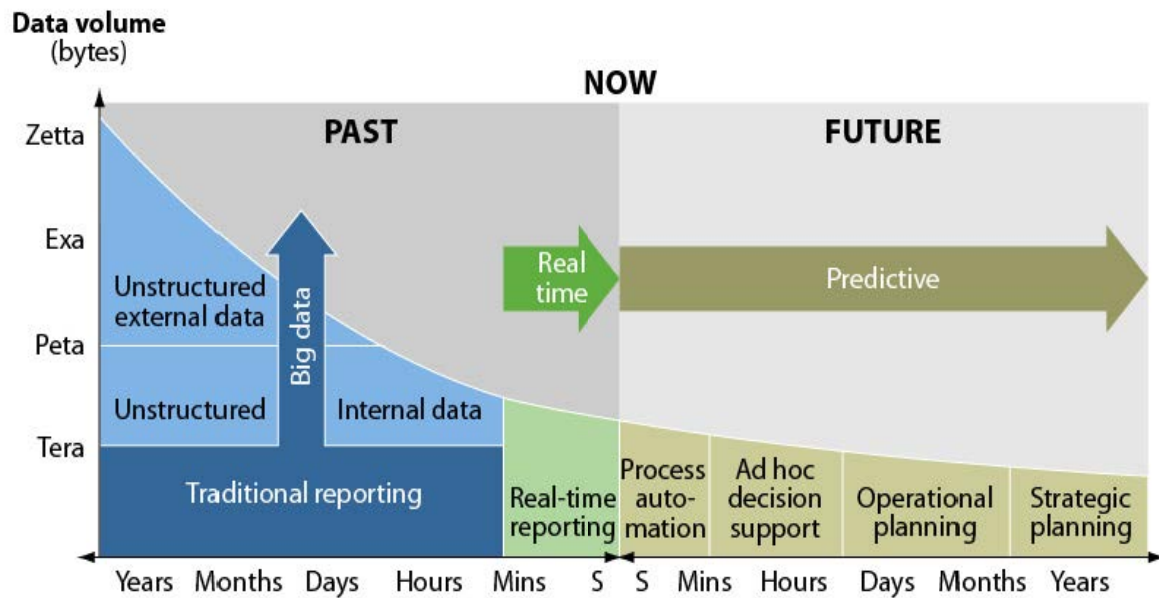 Data volume
(bytes)
NOW
PAST
FUTURE
Zetta
Exa
Peta
Tera
Unstructured
external data
Big data
Real
time
Predictive
Unstructured
Internal data
Traditional reporting
Real-time
reporting
Process
auto-
mation
Ad hoc
decision
support
Operational
planning
Strategic
planning
Years Months Days Hours Mins S S Mins Hours Days Months Years